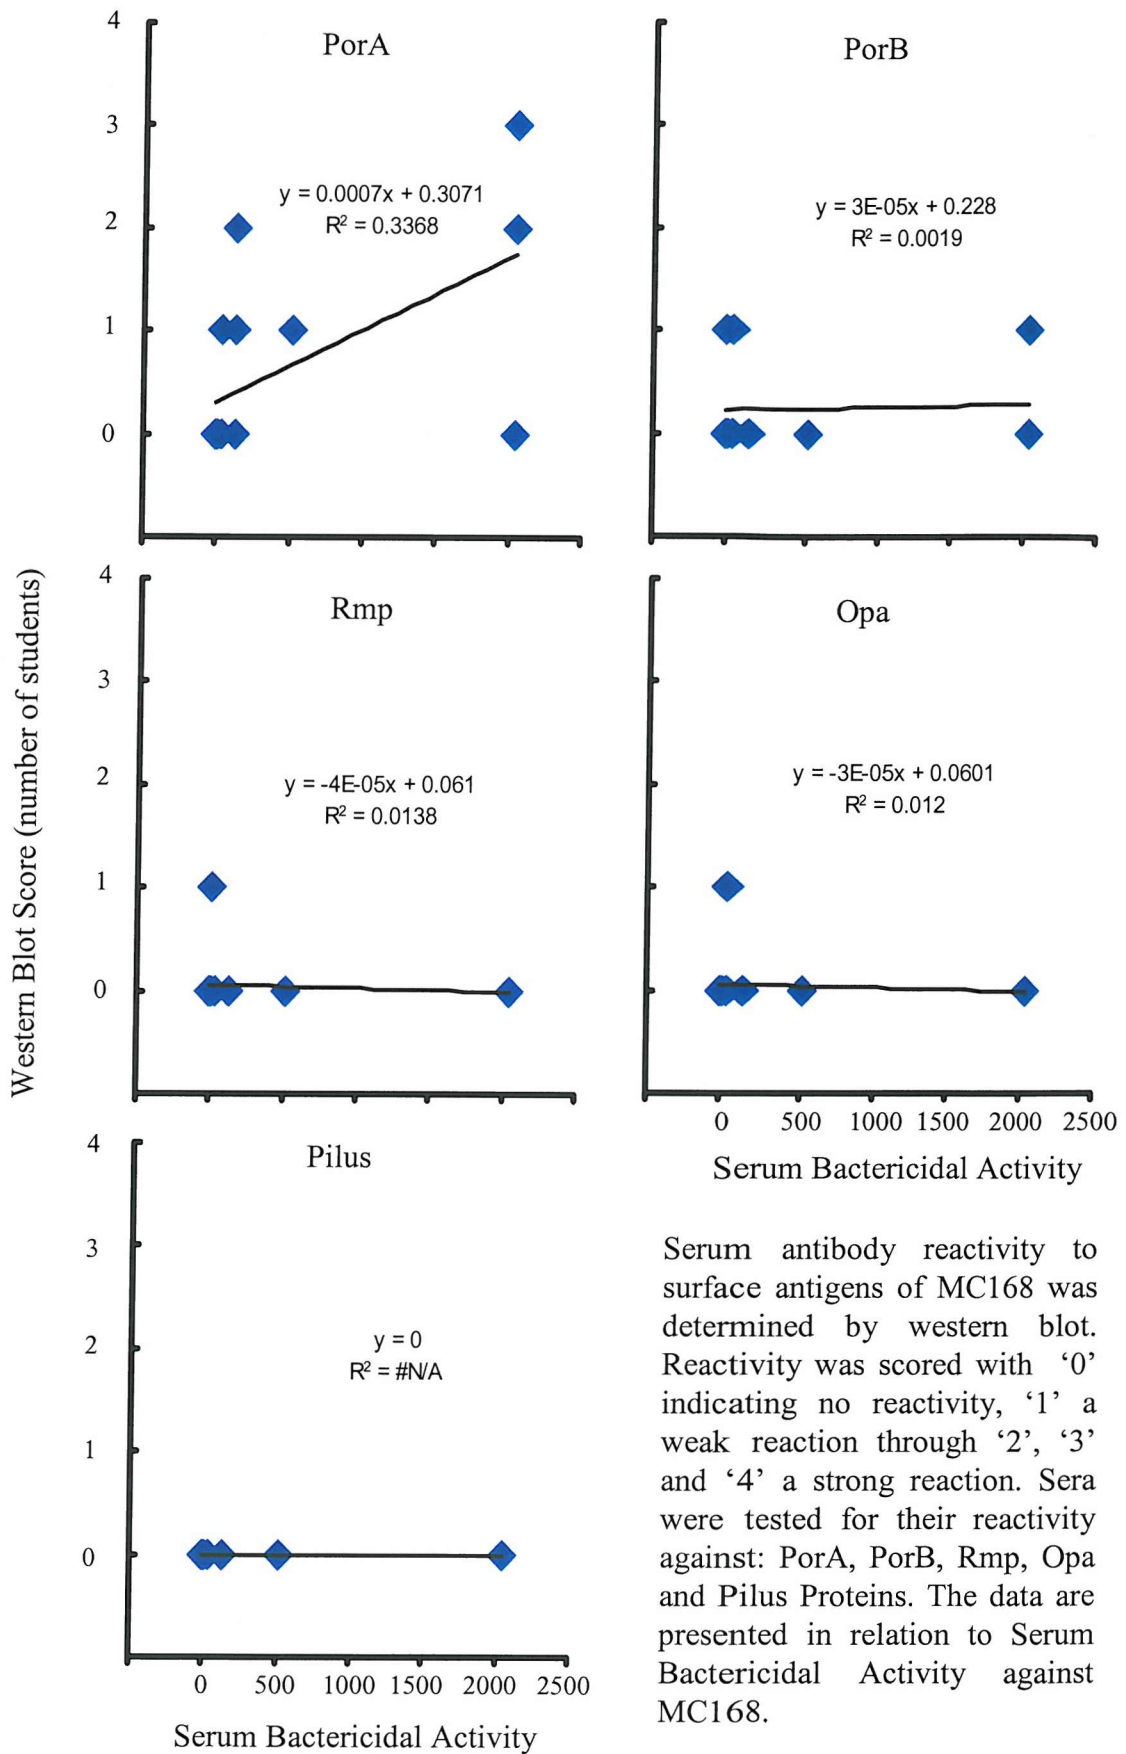 PorA
4
3
2
1
0
y = 0.0007x + 0.3071
R² = 0.3368
PorB
y = 3E-05x + 0.228
R² = 0.0019
Western Blot Score (number of students)
Rmp
4
3
2
1
0
y = -4E-05x + 0.061
R² = 0.0138
Opa
y = -3E-05x + 0.0601
R² = 0.012
0 500 1000 1500 2000 2500
Serum Bactericidal Activity
Pilus
4
3
2
1
0
y = 0
R² = #N/A
0 500 1000 1500 2000 2500
Serum Bactericidal Activity
Serum antibody reactivity to
surface antigens of MC168 was
determined by western blot.
Reactivity was scored with ‘0’
indicating no reactivity, ‘1’ a
weak reaction through ‘2’, ‘3’
and ‘4’ a strong reaction. Sera
were tested for their reactivity
against: PorA, PorB, Rmp, Opa
and Pilus Proteins. The data are
presented in relation to Serum
Bactericidal Activity against
MC168.